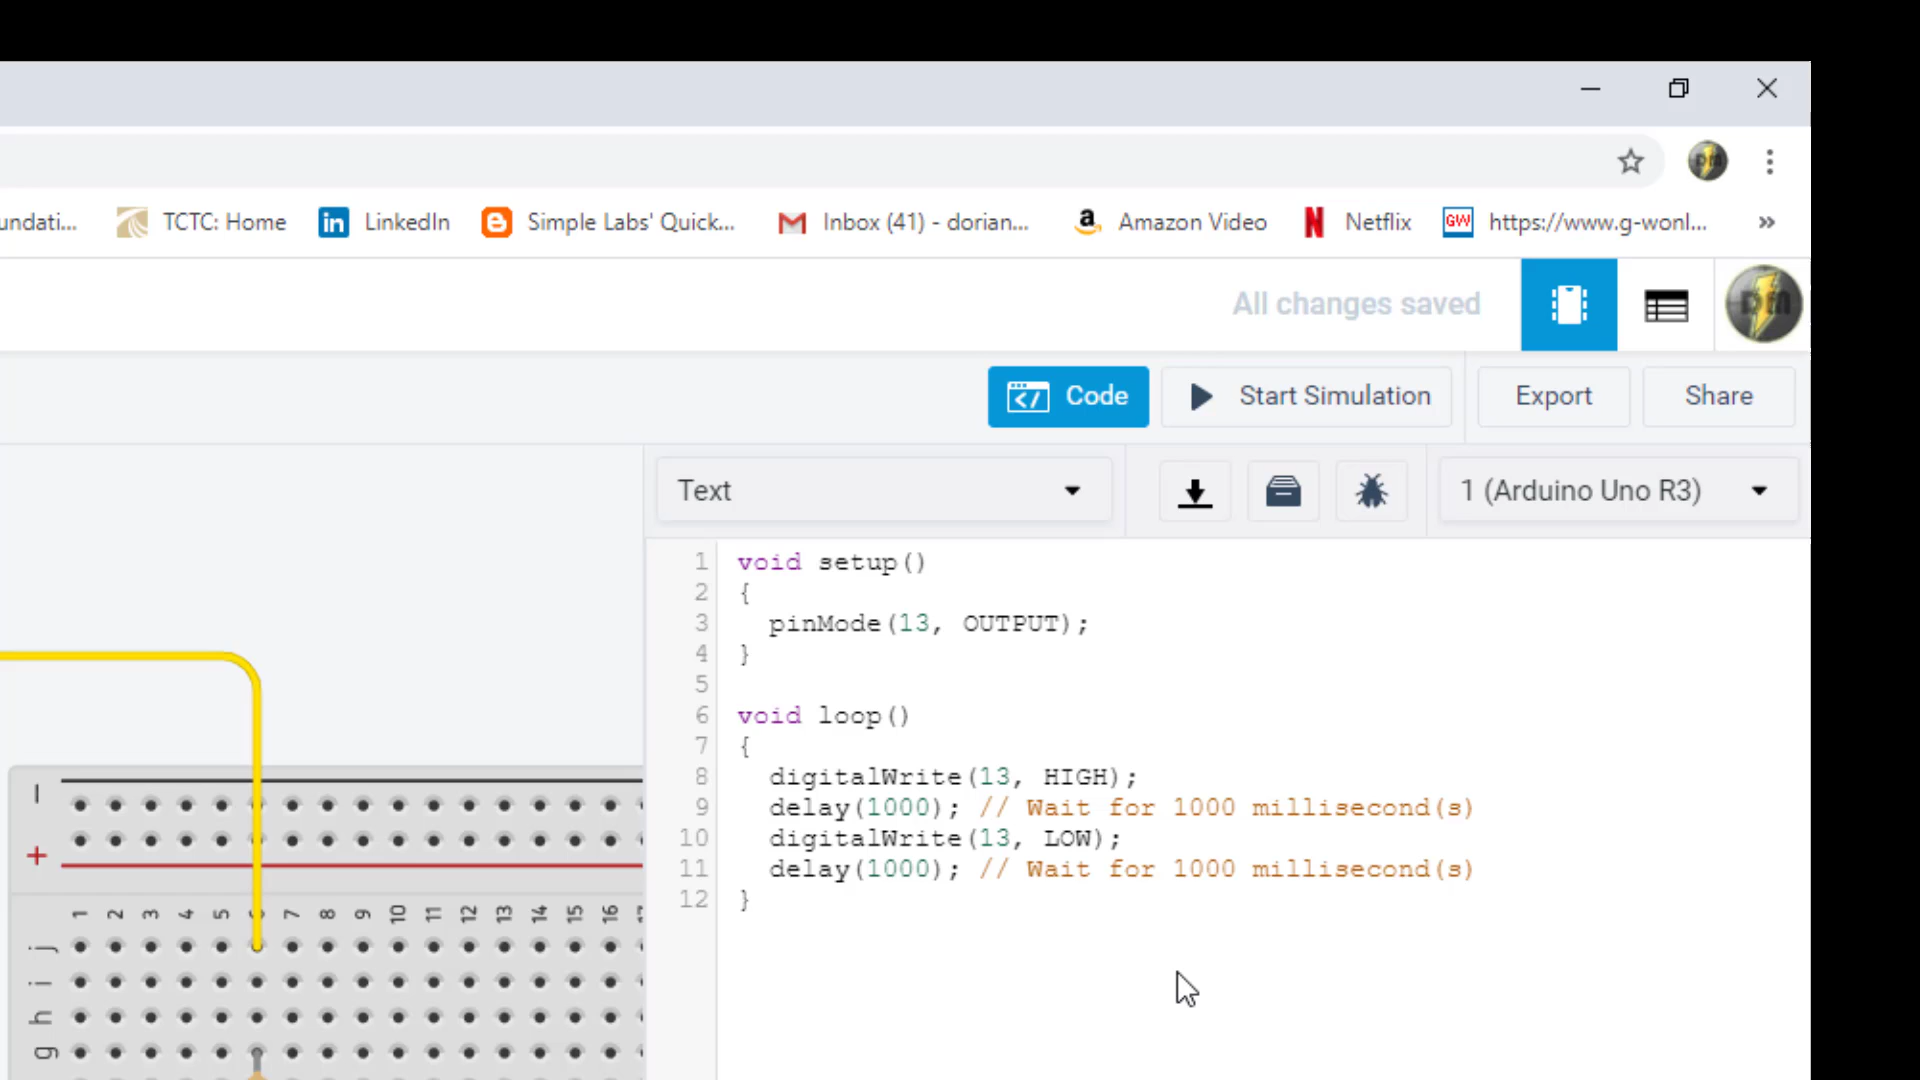 undati... TCTC: Home in LinkedIn Simple Labs' Quick... Inbox (41) - dorian... a Amazon Video N Netflix GW https://www.g-wonl... »
All changes saved
</> Code Start Simulation Export Share
Text 1 (Arduino Uno R3)
1 void setup()
2 {
3   pinMode(13, OUTPUT);
4 }
5
6 void loop()
7 {
8   digitalWrite(13, HIGH);
9   delay(1000); // Wait for 1000 millisecond(s)
10   digitalWrite(13, LOW);
11   delay(1000); // Wait for 1000 millisecond(s)
12 }
−
+
1 2 3 4 5 7 8 9 10 11 12 13 14 15 16
j
i
h
g